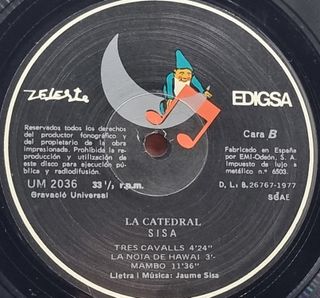 Zeleste
EDIGSA
Reservados todos los derechos
del productor fonográfico y
del propietario de la obra
impresionada. Prohibida la re-
producción y utilización de
este disco para ejecución pú-
blica y radiodifusión.
Cara B
Fabricado en España
por EMI-Odeón, S. A.
Impuesto de lujo a
metálico n.º 6503.
UM 2036 33⅓ r.p.m.
Gravació Universal
D. L. B.26767-1977
SGAE
LA CATEDRAL
SISA
TRES CAVALLS 4'24"
LA NOIA DE HAWAI 3'-
MAMBO 11'36"
Lletra i Música: Jaume Sisa